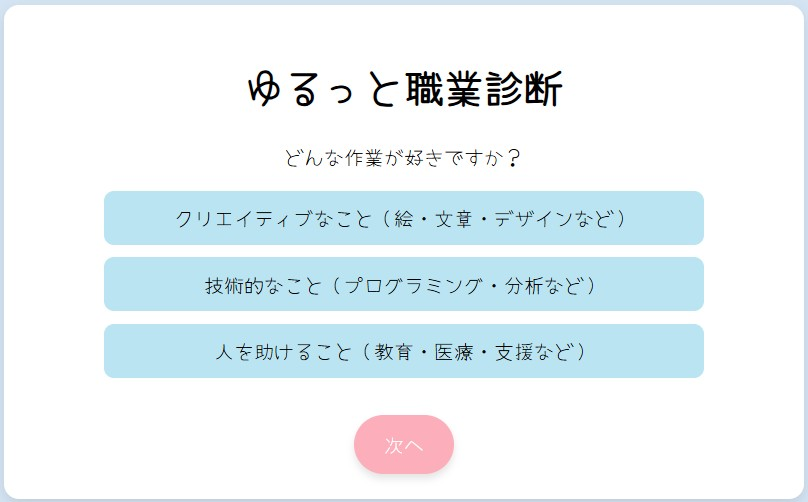 ゆるっと職業診断
どんな作業が好きですか？
クリエイティブなこと（絵・文章・デザインなど）
技術的なこと（プログラミング・分析など）
人を助けること（教育・医療・支援など）
次へ